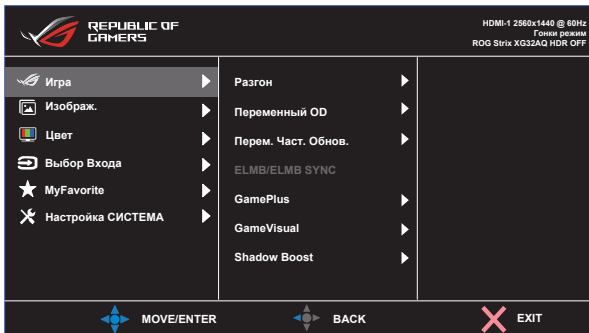 REPUBLIC OF
GAMERS
HDMI-1 2560x1440 @ 60Hz
Гонки режим
ROG Strix XG32AQ HDR OFF
Игра
Изображ.
Цвет
Выбор Входа
MyFavorite
Настройка СИСТЕМА
Разгон
Переменный OD
Перем. Част. Обнов.
ELMB/ELMB SYNC
GamePlus
GameVisual
Shadow Boost
MOVE/ENTER
BACK
EXIT